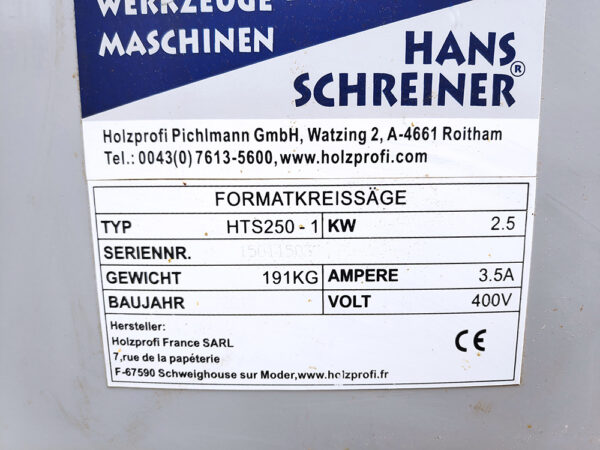 WERKZEUGE
MASCHINEN
HANS
SCHREINER®
Holzprofi Pichlmann GmbH, Watzing 2, A-4661 Roitham
Tel.: 0043(0)7613-5600,www.holzprofi.com
FORMATKREISSÄGE
TYP HTS250-1 KW 2.5
SERIENNR.
GEWICHT 191KG AMPERE 3.5A
BAUJAHR VOLT 400V
Hersteller:
Holzprofi France SARL
7,rue de la papéterie
F-67590 Schweighouse sur Moder,www.holzprofi.fr
CE